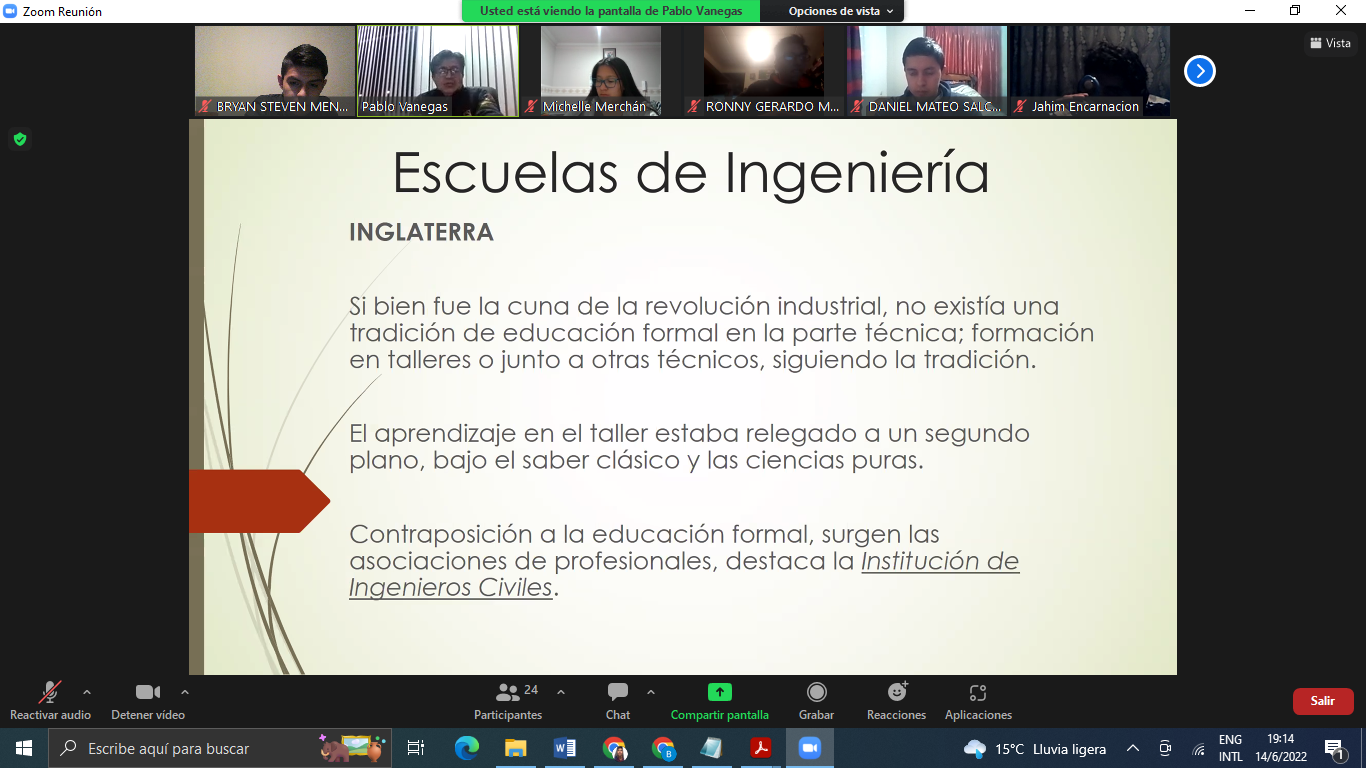 Zoom Reunión
Usted está viendo la pantalla de Pablo Vanegas
Opciones de vista
Vista
BRYAN STEVEN MEN...
Pablo Vanegas
Michelle Merchán
RONNY GERARDO M...
DANIEL MATEO SALC...
Jahim Encarnacion
Escuelas de Ingeniería
INGLATERRA
Si bien fue la cuna de la revolución industrial, no existía una
tradición de educación formal en la parte técnica; formación
en talleres o junto a otras técnicos, siguiendo la tradición.
El aprendizaje en el taller estaba relegado a un segundo
plano, bajo el saber clásico y las ciencias puras.
Contraposición a la educación formal, surgen las
asociaciones de profesionales, destaca la Institución de
Ingenieros Civiles.
Reactivar audio
Detener vídeo
24
Participantes
Chat
Compartir pantalla
Grabar
Reacciones
Aplicaciones
Salir
Escribe aquí para buscar
15°C Lluvia ligera
ENG
INTL
19:14
14/6/2022
1